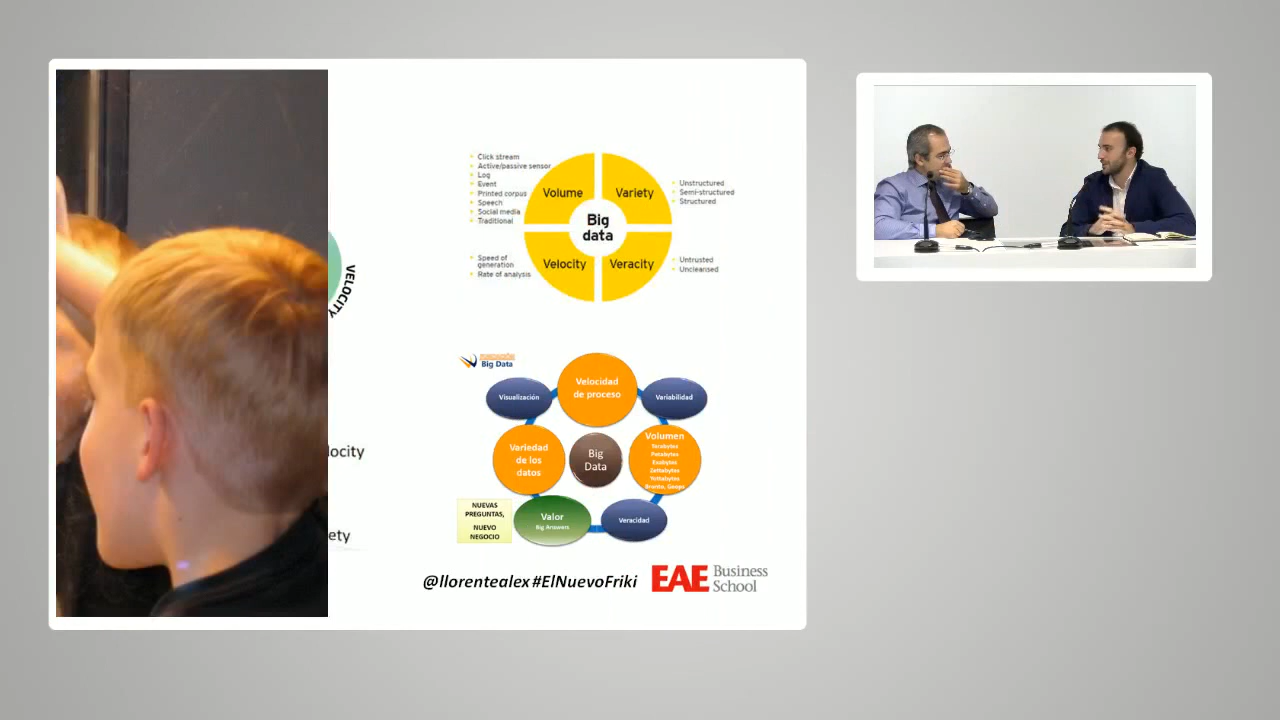 VELOCITY
Click stream
Active/passive sensor
Log
Event
Printed corpus
Speech
Social media
Traditional
Volume
Variety
Unstructured
Semi-structured
Structured
Big
data
Speed of
generation
Rate of analysis
Velocity
Veracity
Untrusted
Uncleansed
Big Data
Velocidad
de proceso
Visualización
Variabilidad
Variedad
de los
datos
Big
Data
Volumen
Terabytes
Petabytes
Exabytes
Zettabytes
Yottabytes
Bronto, Geops
locity
NUEVAS
PREGUNTAS,
NUEVO
NEGOCIO
Valor
Big Answers
Veracidad
ety
@llorentealex #ElNuevoFriki
EAE Business
School